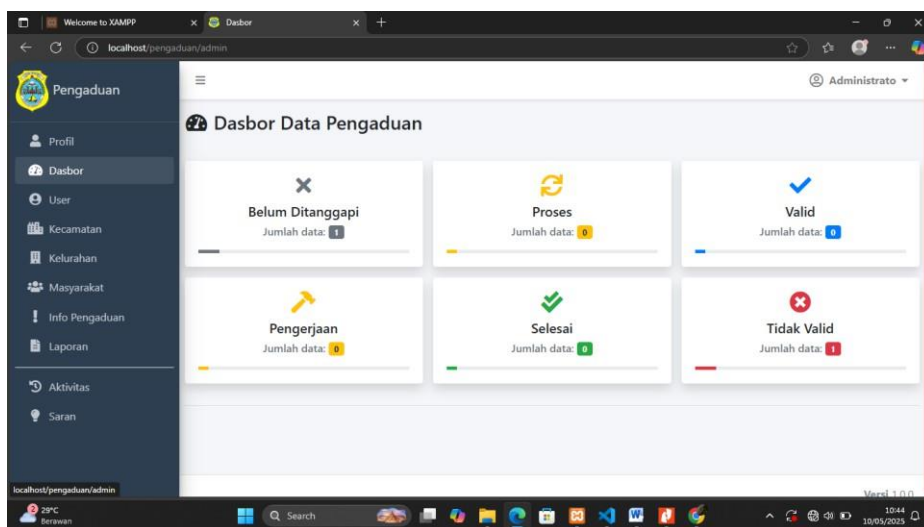 Welcome to XAMPP
Dasbor
localhost/pengaduan/admin
Pengaduan
Administrato
Profil
Dasbor
User
Kecamatan
Kelurahan
Masyarakat
Info Pengaduan
Laporan
Aktivitas
Saran
Dasbor Data Pengaduan
Belum Ditanggapi
Jumlah data: 1
Proses
Jumlah data: 0
Valid
Jumlah data: 0
Pengerjaan
Jumlah data: 0
Selesai
Jumlah data: 0
Tidak Valid
Jumlah data: 1
Versi 1.0.0
localhost/pengaduan/admin
2
29°C
Berawan
Search
10:44
10/05/2025